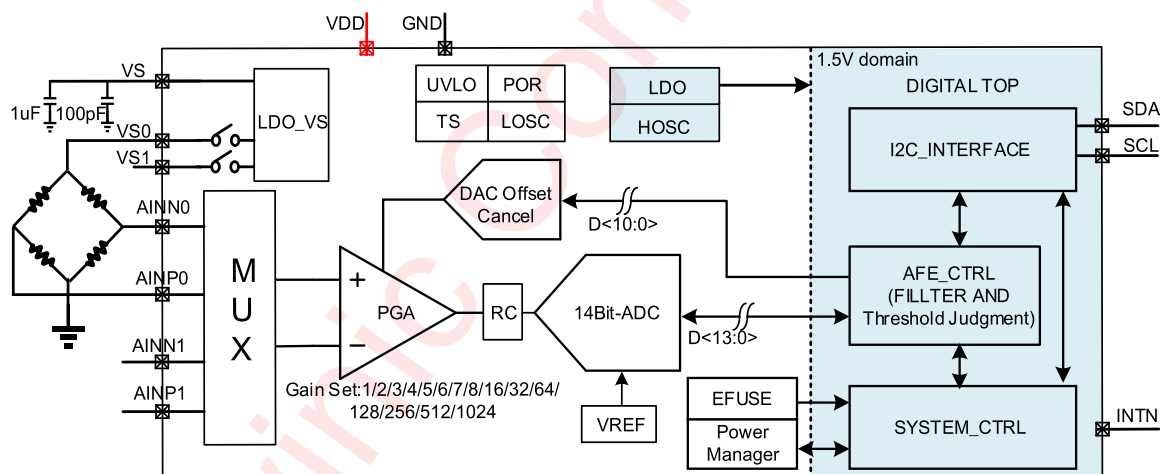 VDD
GND
VS
1uF
100pF
VS0
VS1
LDO_VS
UVLO
POR
TS
LOSC
LDO
HOSC
1.5V domain
DIGITAL TOP
SDA
SCL
I2C_INTERFACE
DAC Offset
Cancel
D<10:0>
AINN0
AINP0
AINN1
AINP1
MUX
+
PGA
−
RC
14Bit-ADC
D<13:0>
AFE_CTRL
(FILLTER AND
Threshold Judgment)
Gain Set:1/2/3/4/5/6/7/8/16/32/64/
128/256/512/1024
VREF
EFUSE
Power
Manager
SYSTEM_CTRL
INTN